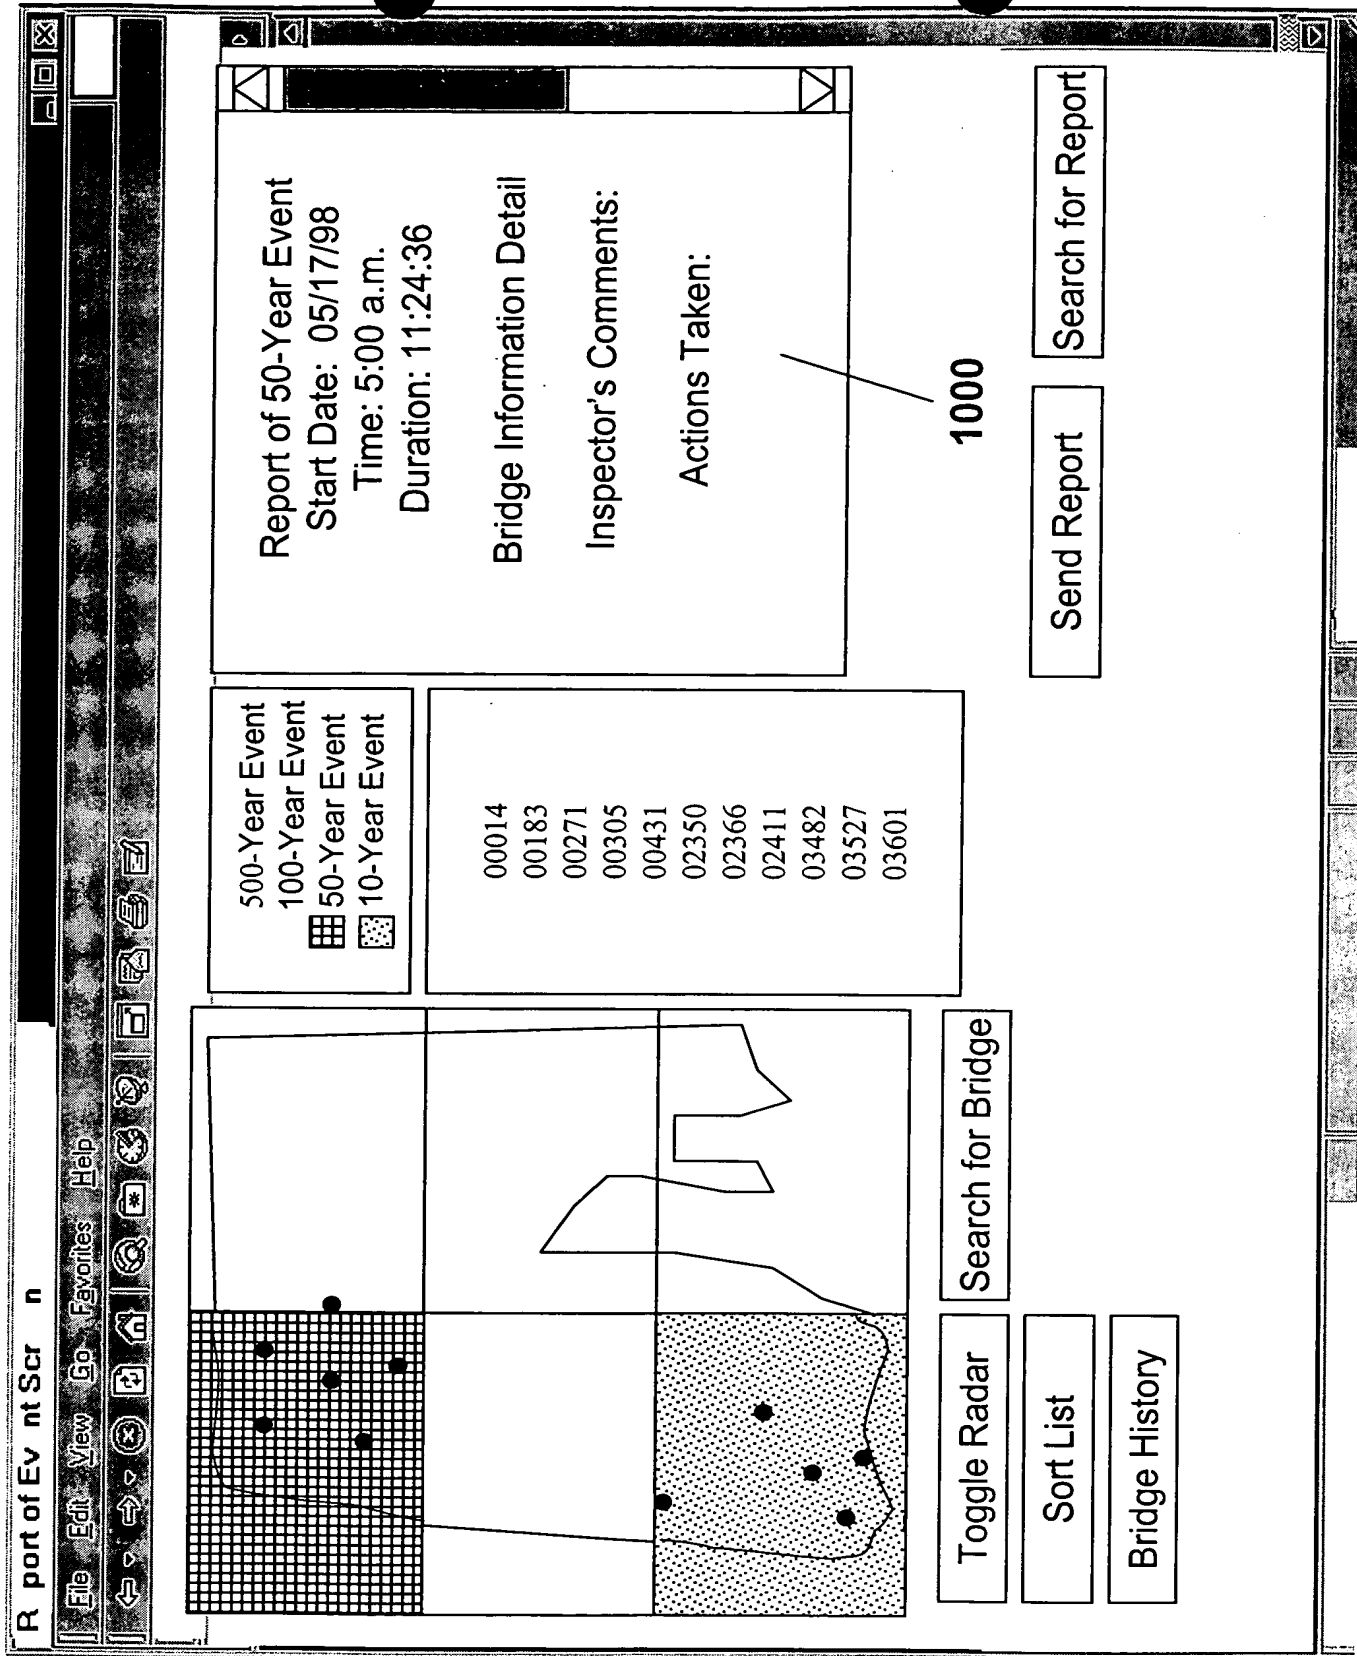 R port of Ev nt Scr n
File Edit View Go Favorites Help
500-Year Event
100-Year Event
50-Year Event
10-Year Event
00014
00183
00271
00305
00431
02350
02366
02411
03482
03527
03601
Report of 50-Year Event
Start Date: 05/17/98
Time: 5:00 a.m.
Duration: 11:24:36
Bridge Information Detail
Inspector's Comments:
Actions Taken:
1000
Toggle Radar
Search for Bridge
Sort List
Bridge History
Send Report
Search for Report